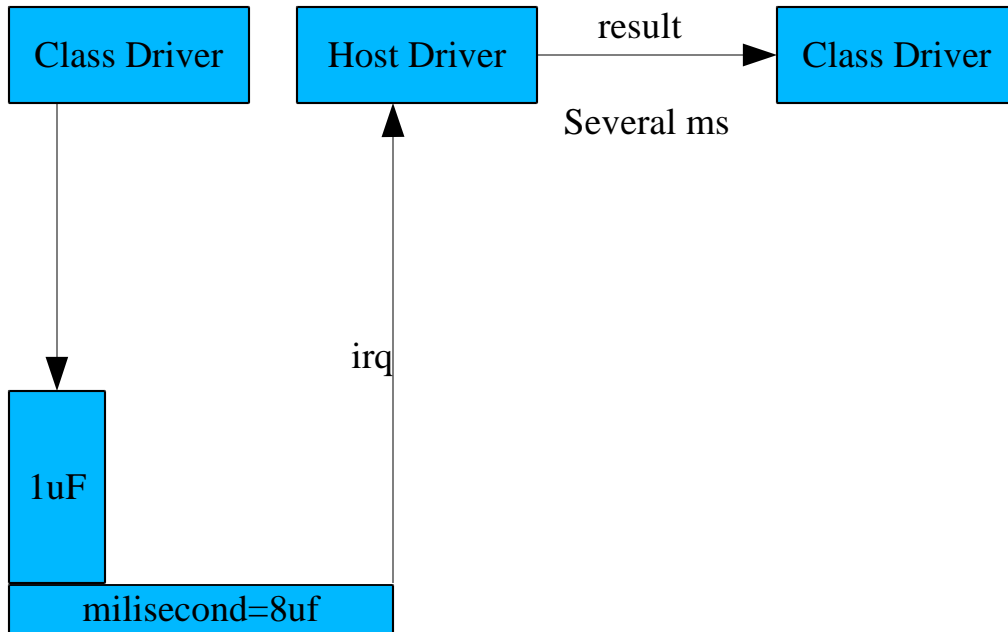 Class Driver
Host Driver
result
Class Driver
Several ms
irq
1uF
milisecond=8uf